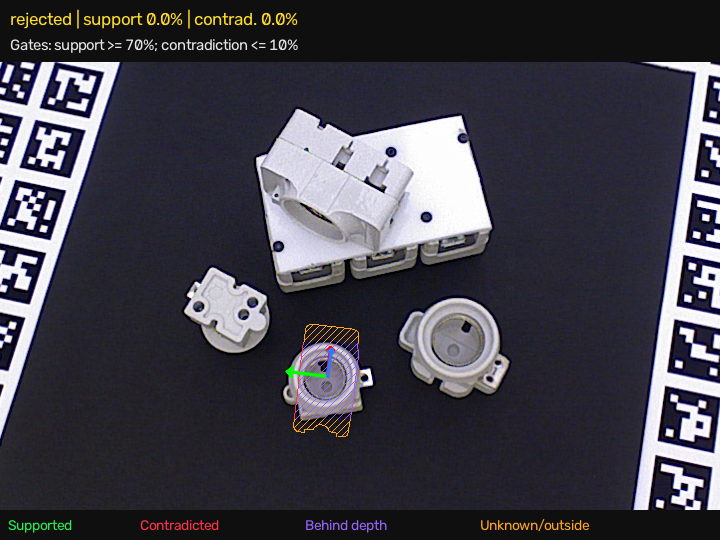 rejected | support 0.0% | contrad. 0.0%
Gates: support >= 70%; contradiction <= 10%
Supported
Contradicted
Behind depth
Unknown/outside